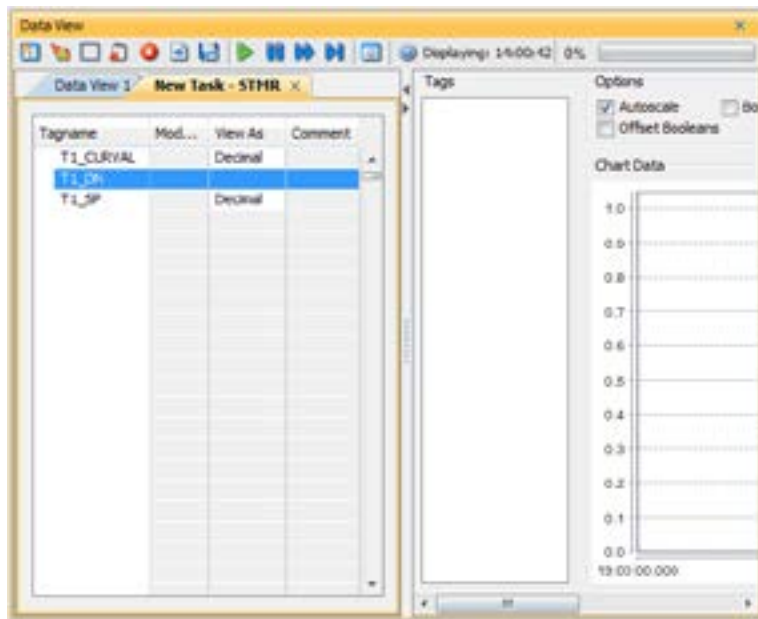 Data View
Displaying: 14:00:42 0%
Data View 1 New Task - STMR
Tagname Mod... View As Comment
T1_CURVAL Decimal
T1_DN
T1_SP Decimal
Tags
Options
Autoscale Bo
Offset Booleans
Chart Data
1.0
0.9
0.8
0.7
0.6
0.5
0.4
0.3
0.2
0.1
0.0
19:00:00.000